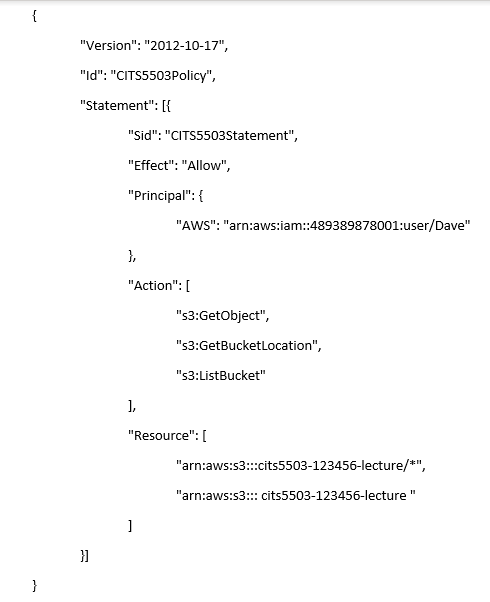 {
"Version": "2012-10-17",
"Id": "CITS5503Policy",
"Statement": [{
"Sid": "CITS5503Statement",
"Effect": "Allow",
"Principal": {
"AWS": "arn:aws:iam::489389878001:user/Dave"
},
"Action": [
"s3:GetObject",
"s3:GetBucketLocation",
"s3:ListBucket"
],
"Resource": [
"arn:aws:s3:::cits5503-123456-lecture/*",
"arn:aws:s3::: cits5503-123456-lecture "
]
}]
}